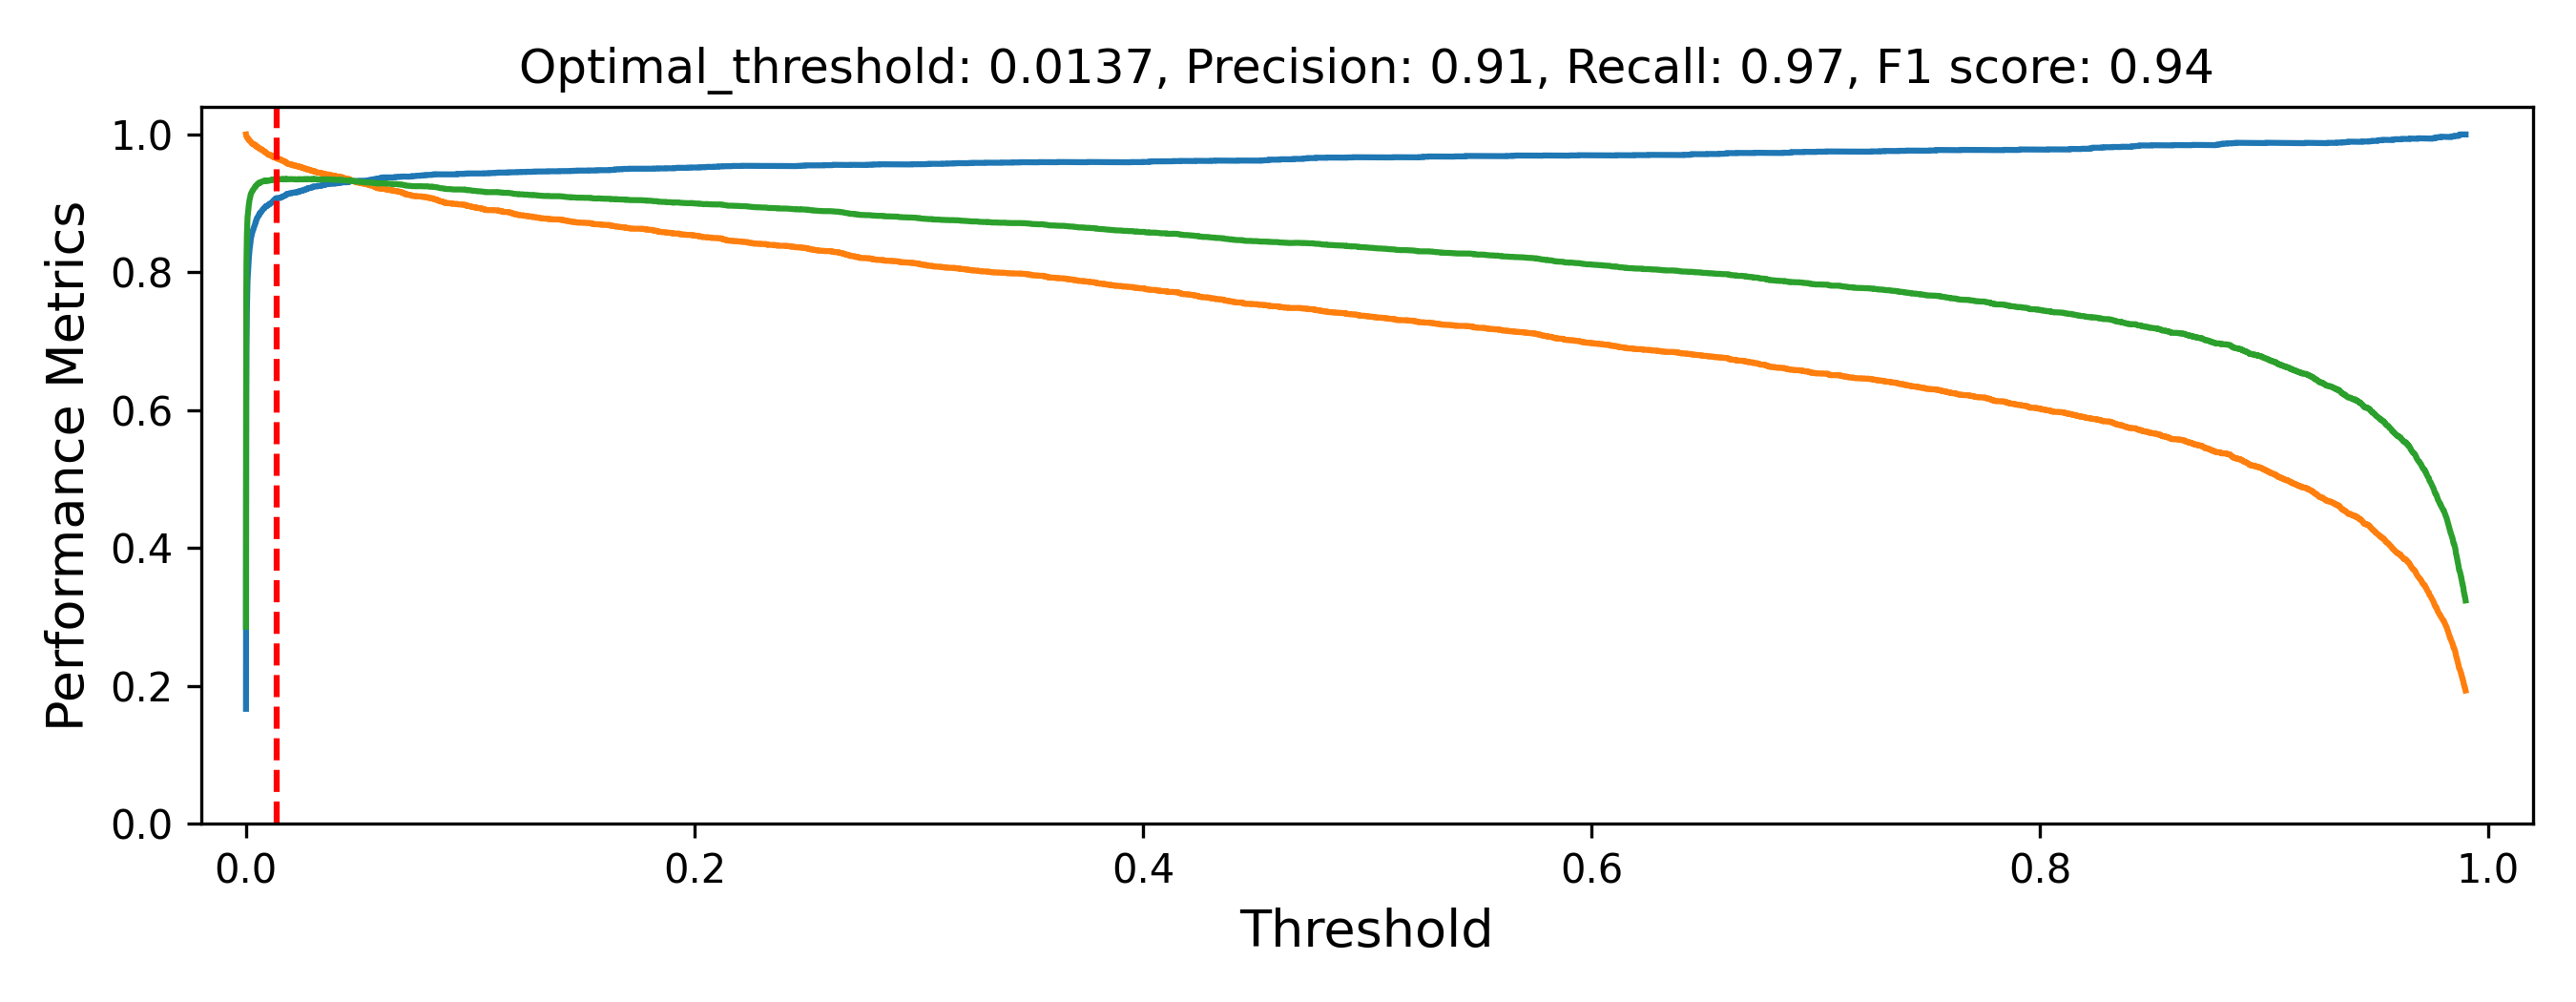 Optimal_threshold: 0.0137, Precision: 0.91, Recall: 0.97, F1 score: 0.94
Performance Metrics
1.0
0.8
0.6
0.4
0.2
0.0
0.0 0.2 0.4 0.6 0.8 1.0
Threshold